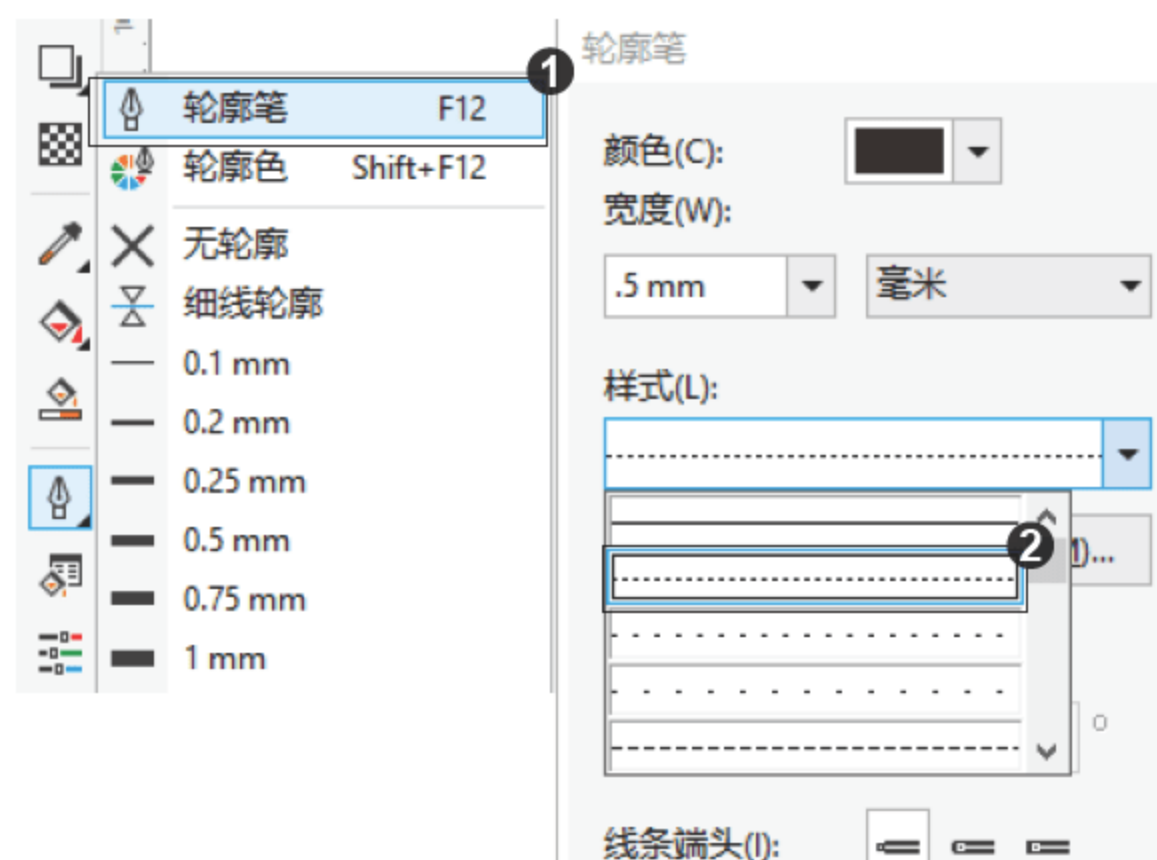 1
轮廓笔 F12
轮廓色 Shift+F12
无轮廓
细线轮廓
0.1 mm
0.2 mm
0.25 mm
0.5 mm
0.75 mm
1 mm
轮廓笔
颜色(C):
宽度(W):
.5 mm 毫米
样式(L):
2
线条端头(I):